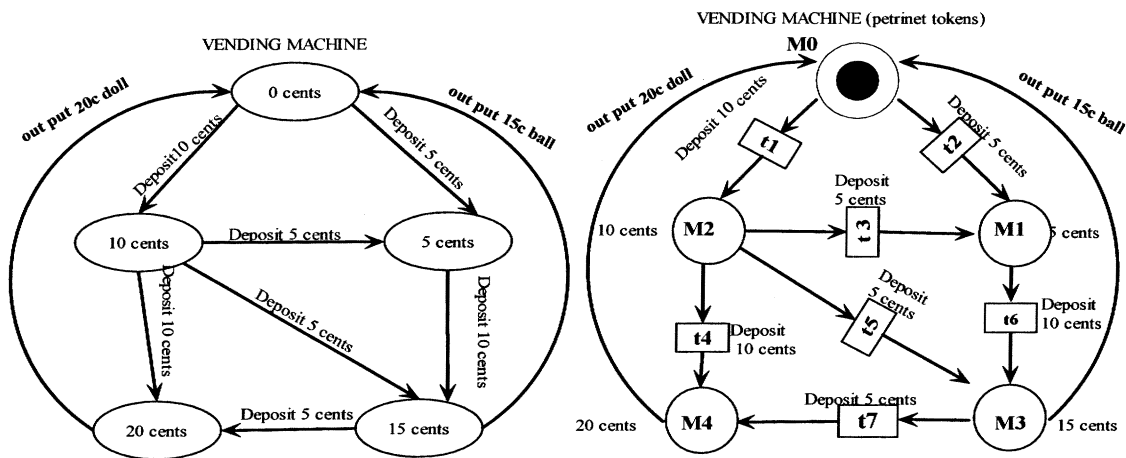 VENDING MACHINE
0 cents
out put 20c doll
out put 15c ball
Deposit10 cents
Deposit 5 cents
10 cents
Deposit 5 cents
5 cents
Deposit 10 cents
Deposit 5 cents
Deposit 10 cents
20 cents
Deposit 5 cents
15 cents
VENDING MACHINE (petrinet tokens)
M0
out put 20c doll
out put 15c ball
Deposit 10 cents
t1
Deposit 5 cents
t2
10 cents
M2
Deposit
5 cents
t 3
M1
5 cents
Deposit
5 cents
t5
t4
Deposit
10 cents
t6
Deposit
10 cents
20 cents
M4
Deposit 5 cents
t7
M3
15 cents